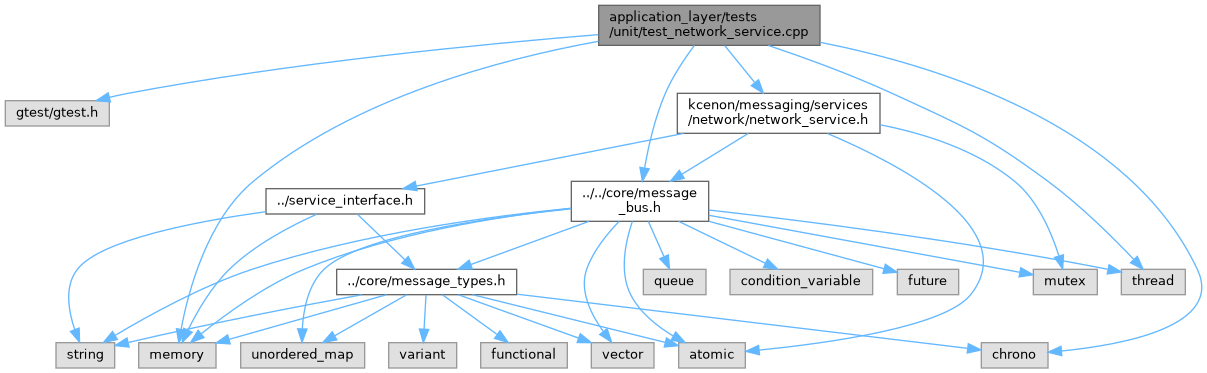 application_layer/tests
/unit/test_network_service.cpp
gtest/gtest.h
kcenon/messaging/services
/network/network_service.h
../service_interface.h
../../core/message
_bus.h
../core/message_types.h
queue
condition_variable
future
mutex
thread
string
memory
unordered_map
variant
functional
vector
atomic
chrono